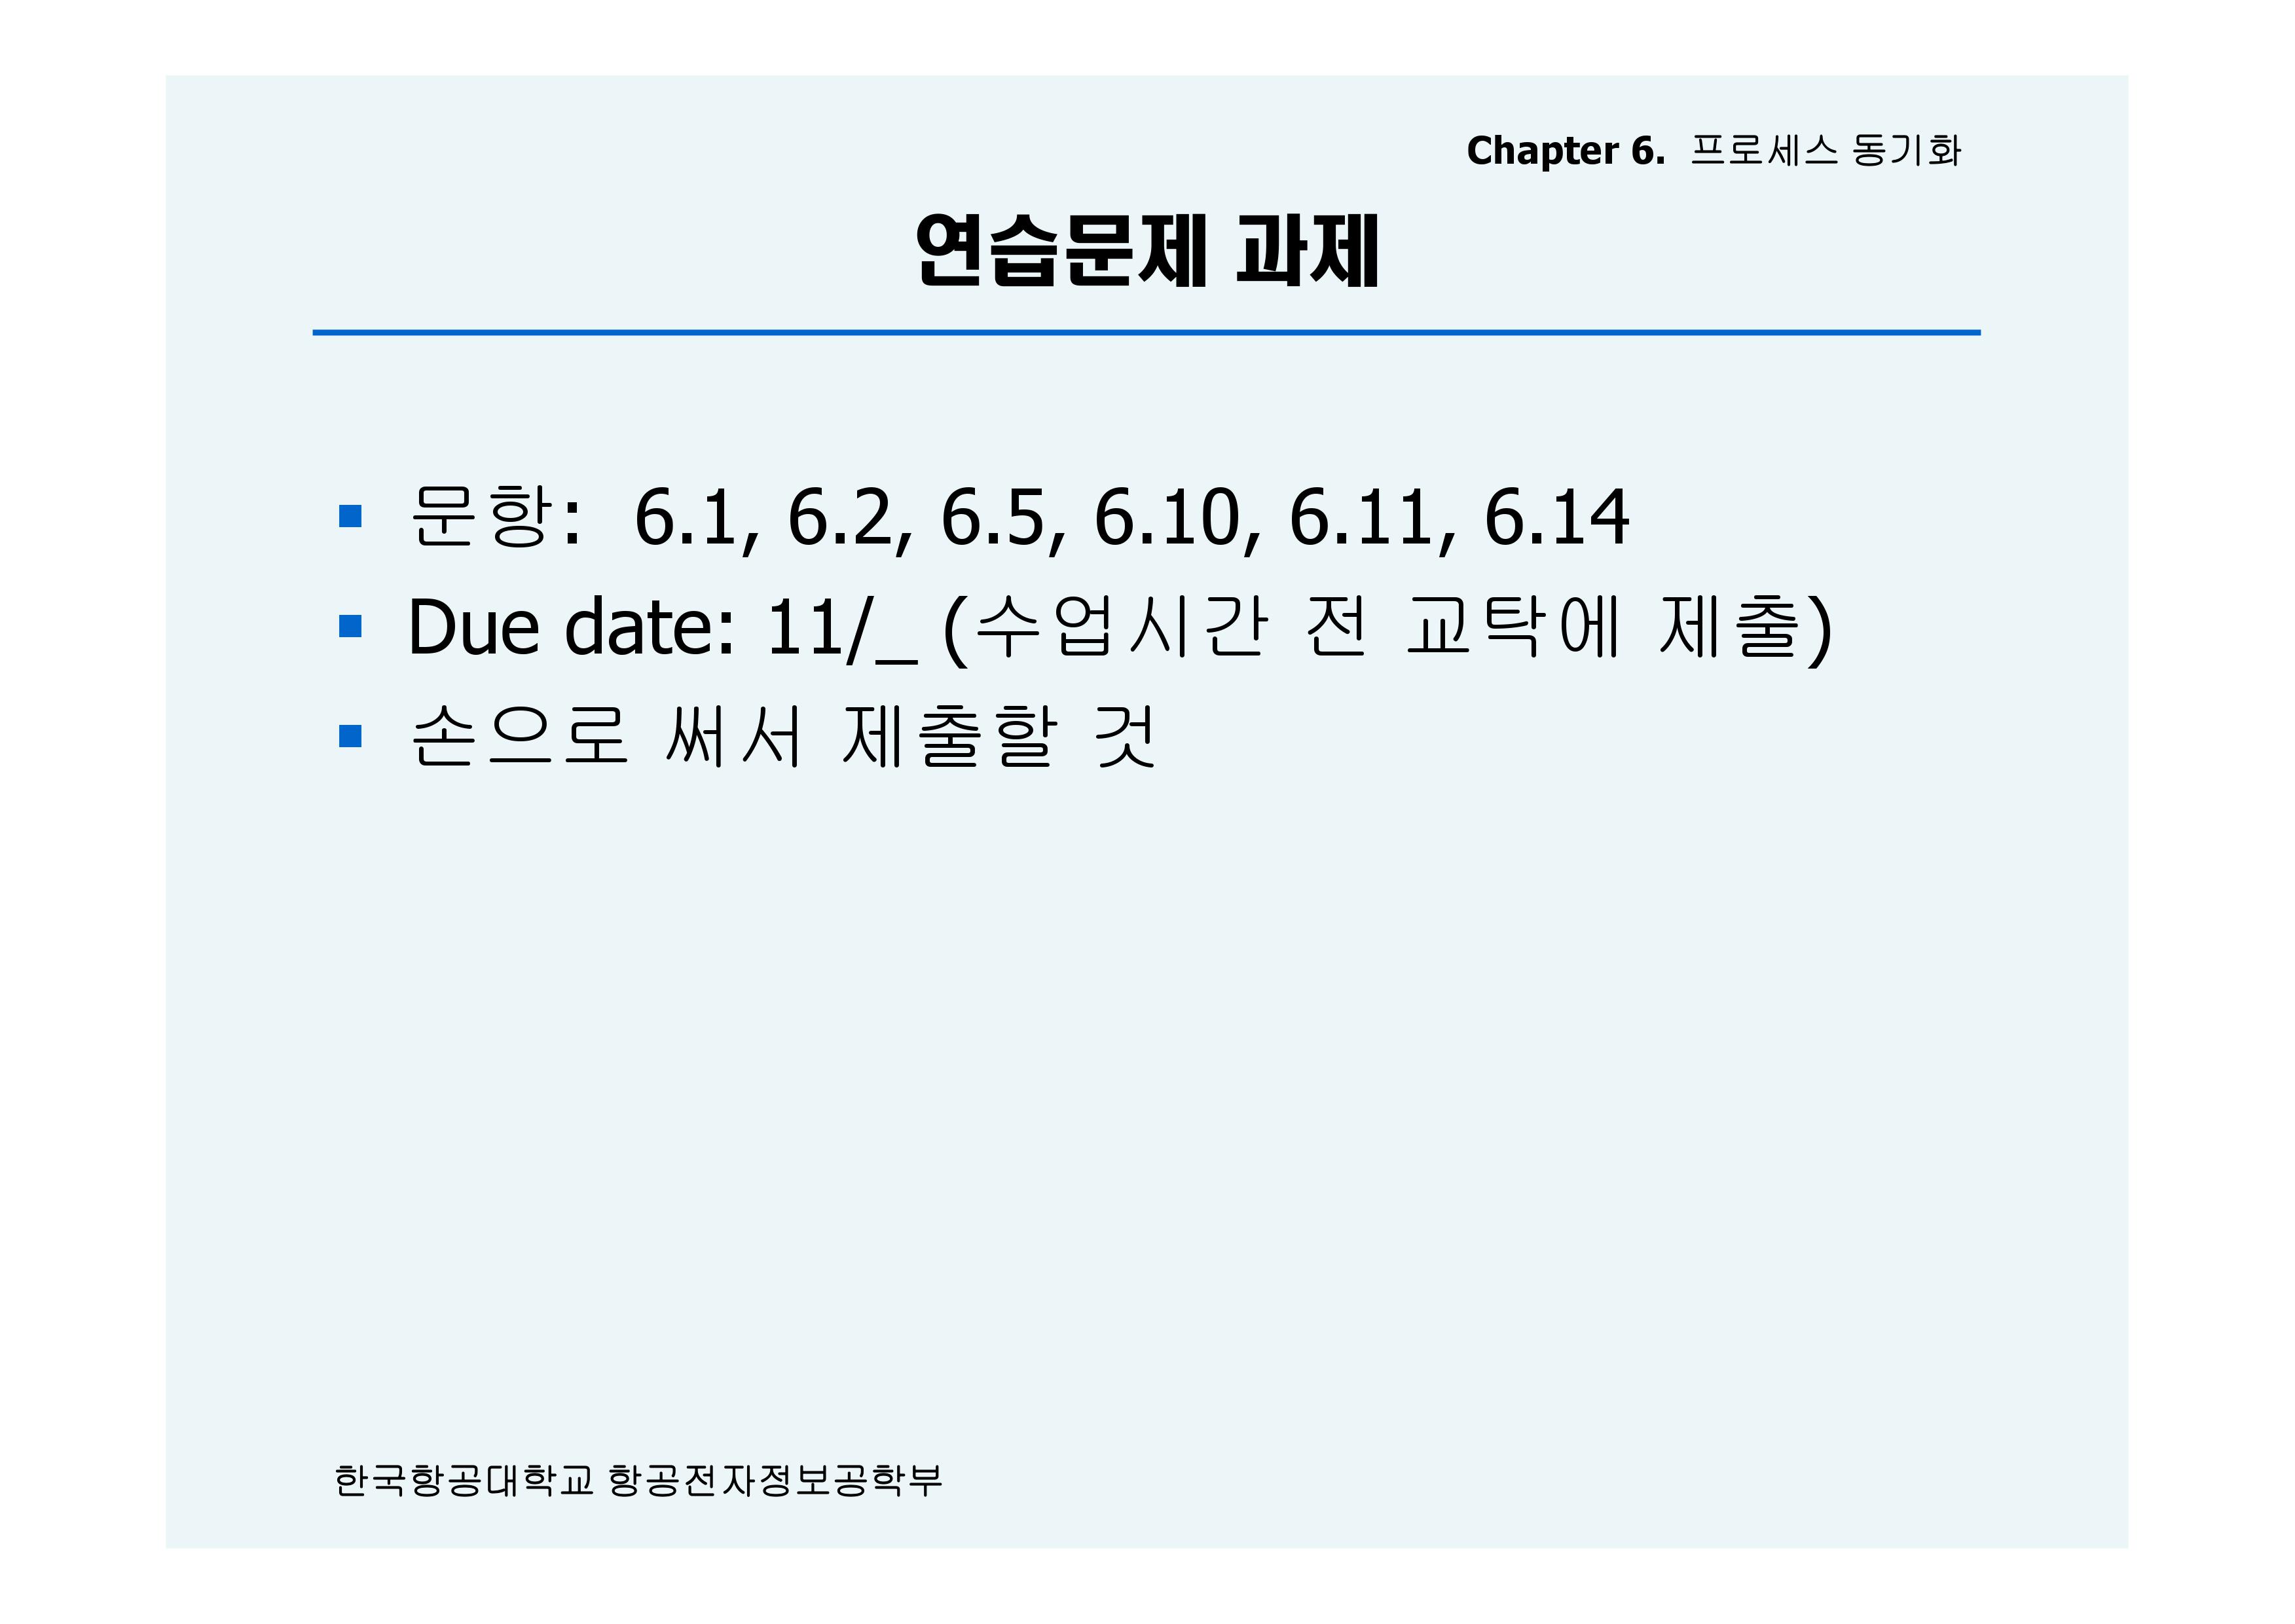 Chapter 6. 프로세스 동기화
연습문제 과제
문항: 6.1, 6.2, 6.5, 6.10, 6.11, 6.14
Due date: 11/_ (수업시간 전 교탁에 제출)
손으로 써서 제출할 것
한국항공대학교 항공전자정보공학부